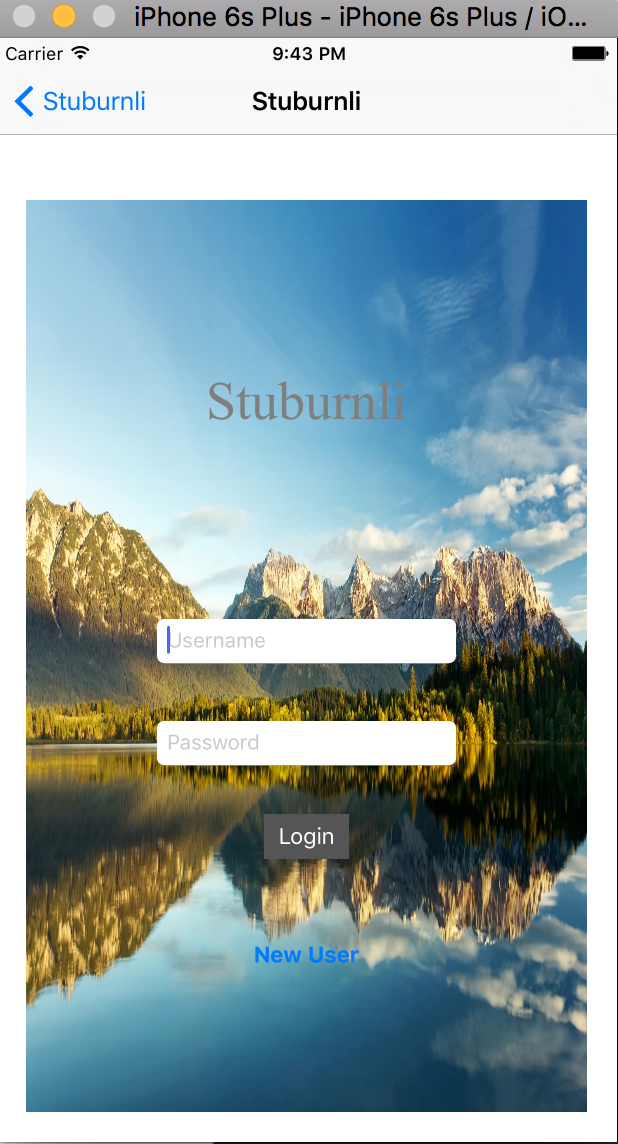 iPhone 6s Plus - iPhone 6s Plus / iO...
Carrier 9:43 PM
Stuburnli Stuburnli
Stuburnli
Username
Password
Login
New User